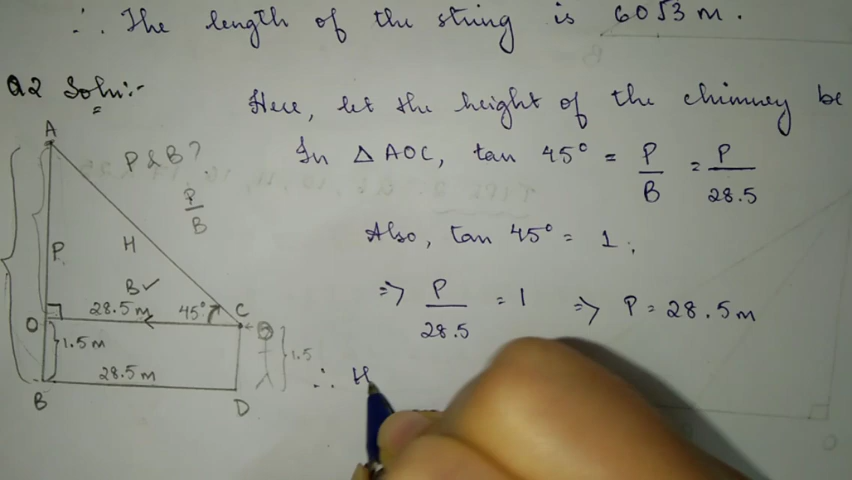 ∴ The length of the string is 60√3 m.
Q2 Soln:-
Here, let the height of the chimney be
In △ AOC, tan 45° = P/B = P/28.5
Also, tan 45° = 1.
⇒ P/28.5 = 1 ⇒ P = 28.5m
∴ H
A
P & B?
P/B
P
H
B✓
28.5 m
45°
C
O
1.5 m
1.5
28.5 m
B
D
B
O